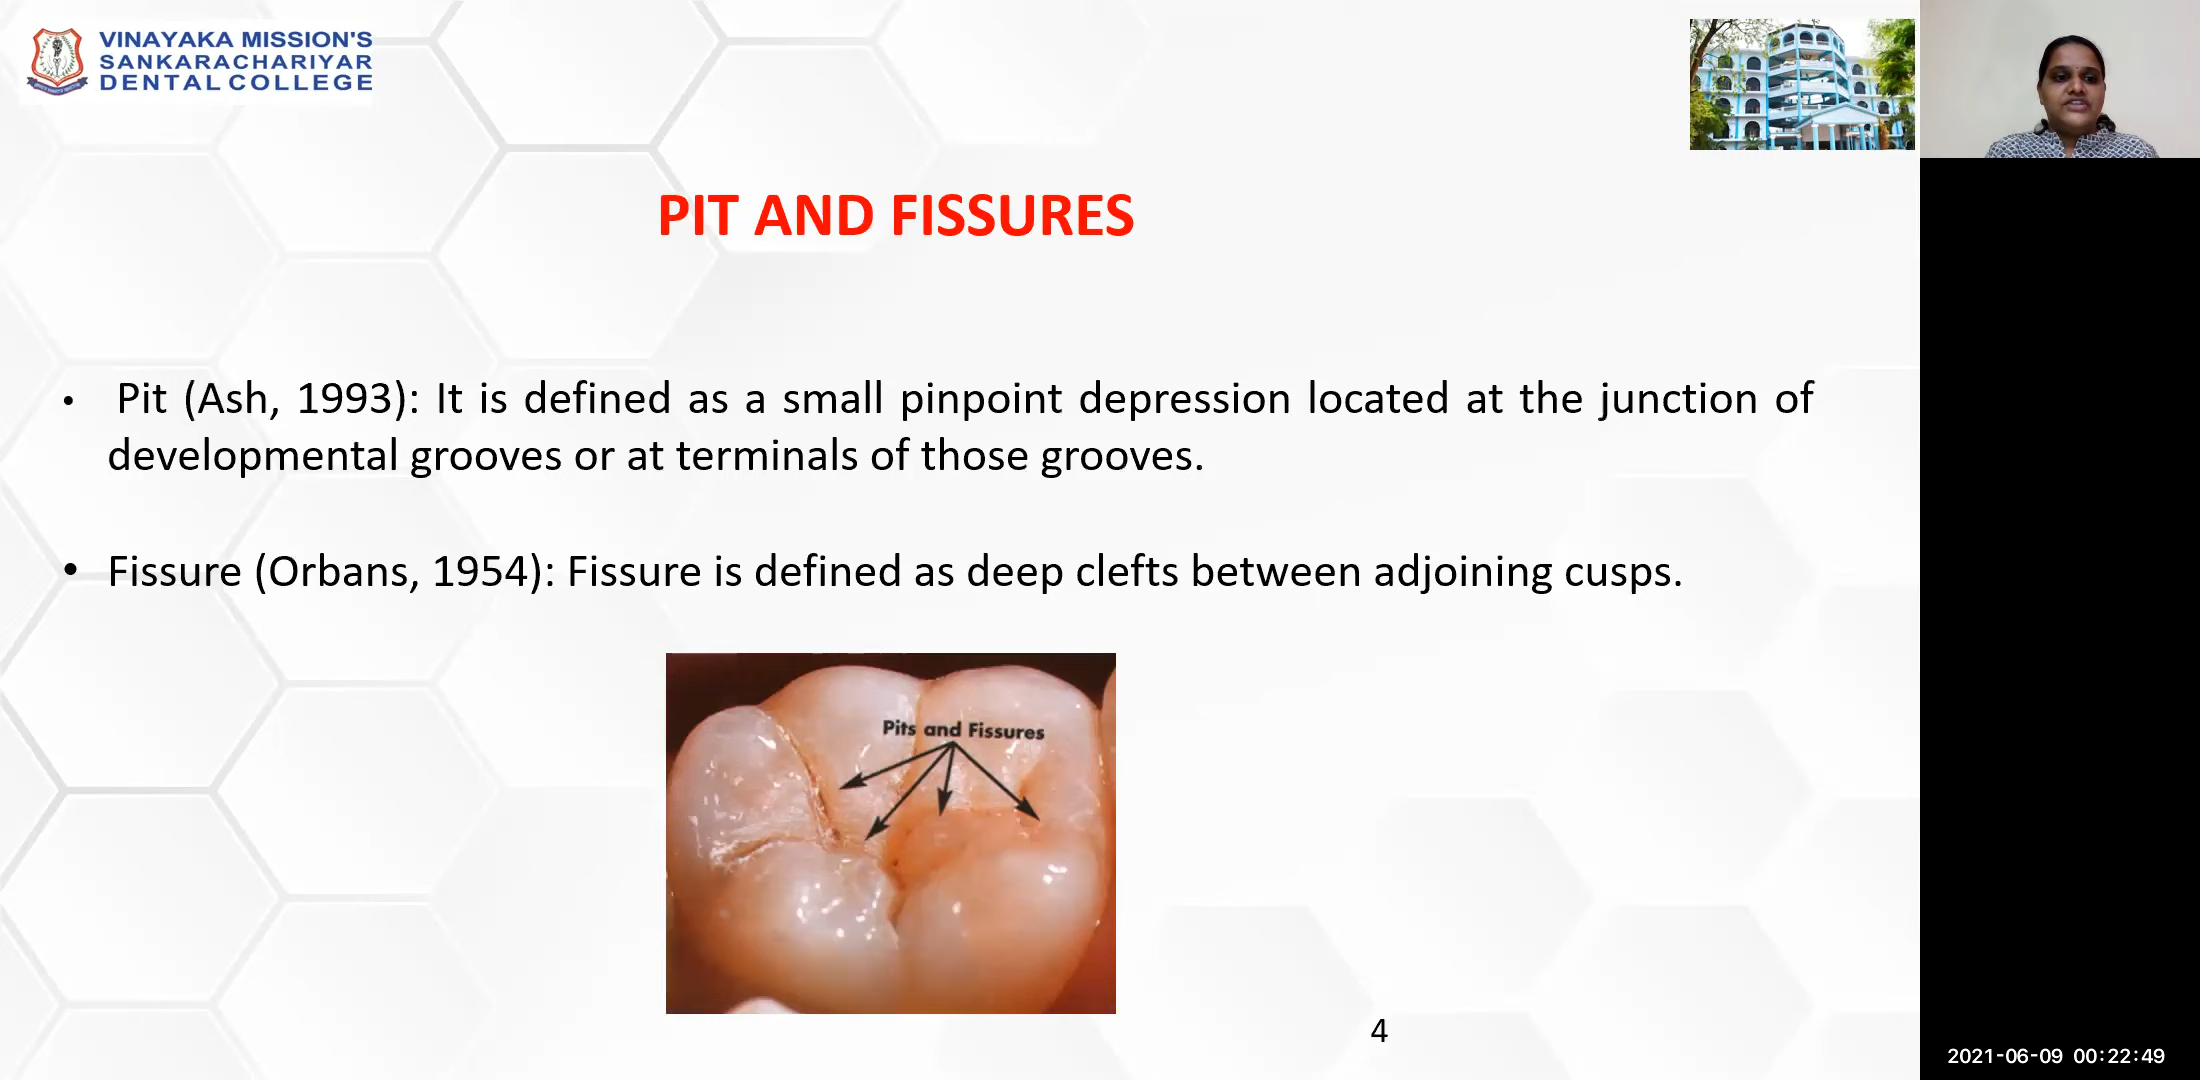 VINAYAKA MISSION'S
SANKARACHARIYAR
DENTAL COLLEGE
PIT AND FISSURES
• Pit (Ash, 1993): It is defined as a small pinpoint depression located at the junction of
developmental grooves or at terminals of those grooves.
• Fissure (Orbans, 1954): Fissure is defined as deep clefts between adjoining cusps.
Pits and Fissures
4
2021-06-09 00:22:49